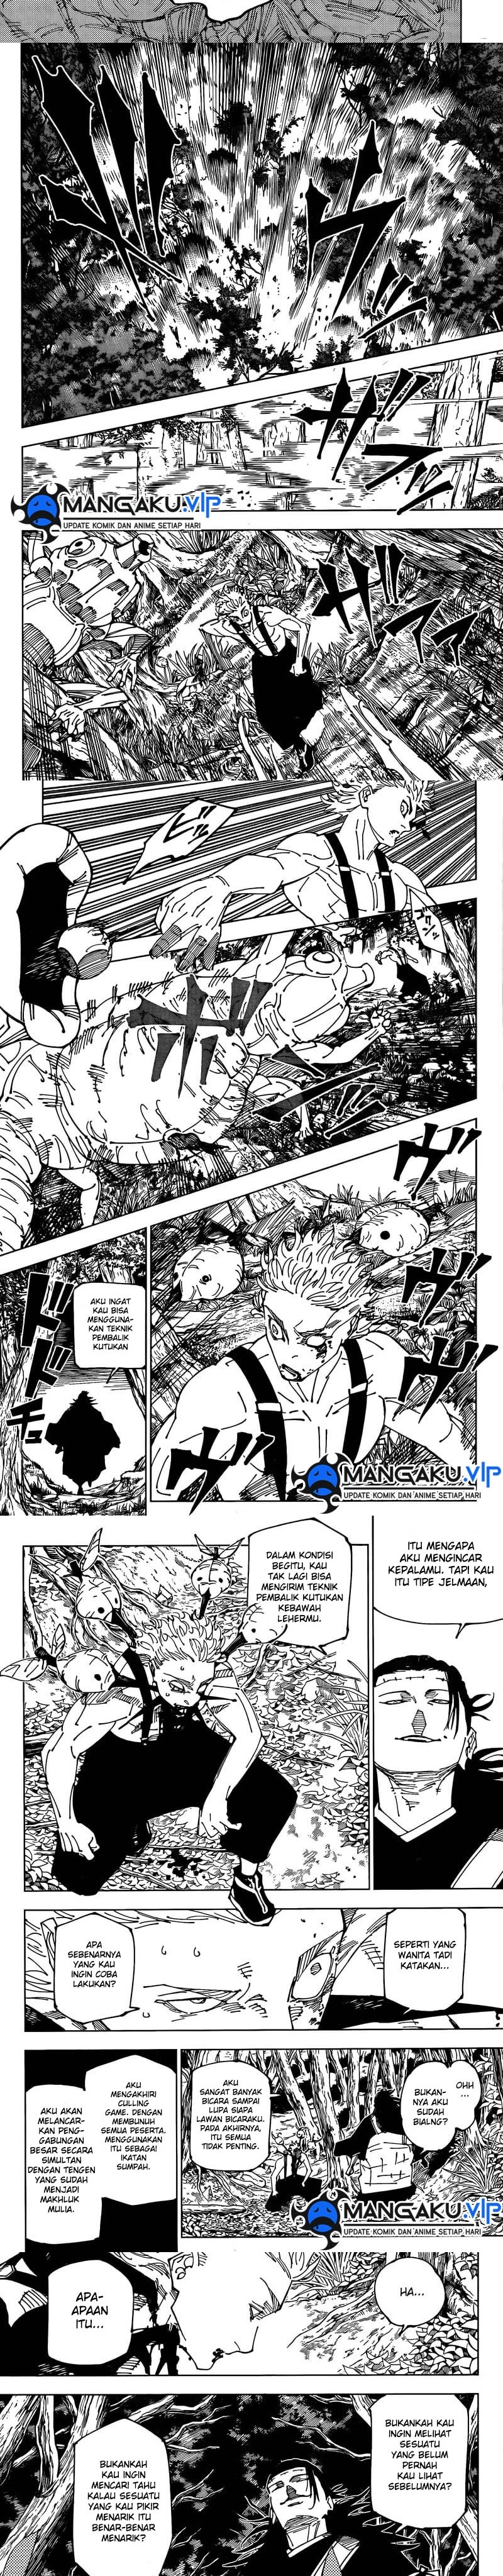 バ
ザ
ザッ
MANGAKU.vip
UPDATE KOMIK DAN ANIME SETIAP HARI
AKU INGAT
KAU BISA
MENGGUNA-
KAN TEKNIK
PEMBALIK
KUTUKAN
MANGAKU.vip
UPDATE KOMIK DAN ANIME SETIAP HARI
ITU MENGAPA
AKU MENGINCAR
KEPALAMU. TAPI KAU
ITU TIPE JELMAAN,
DALAM KONDISI
BEGITU, KAU
TAK LAGI BISA
MENGIRIM TEKNIK
PEMBALIK KUTUKAN
KEBAWAH
LEHERMU.
SEPERTI YANG
WANITA TADI
KATAKAN...
APA
SEBENARNYA
YANG KAU
INGIN COBA
LAKUKAN?
OHH
...
BUKAN-
NYA AKU
SUDAH
BIALNG?
AKU
SANGAT BANYAK
BICARA SAMPAI
LUPA SIAPA
LAWAN BICARAKU.
PADA AKHIRNYA,
ITU SEMUA
TIDAK PENTING.
AKU
MENGAKHIRI
CULLING
GAME. DENGAN
MEMBUNUH
SEMUA PESERTA.
MENGGUNAKAN
ITU SEBAGAI
IKATAN
SUMPAH.
AKU AKAN
MELANCAR-
KAN PENG-
GABUNGAN
BESAR SECARA
SIMULTAN
DENGAN TENGEN
YANG SUDAH
MENJADI
MAKHLUK
MULIA.
MANGAKU.vip
UPDATE KOMIK DAN ANIME SETIAP HARI
HA...
APA-
APAAN
ITU...
BUKANKAH KAU
INGIN MELIHAT
SESUATU
YANG BELUM
PERNAH
KAU LIHAT
SEBELUMNYA?
BUKANKAH
KAU INGIN
MENCARI TAHU
KALAU SESUATU
YANG KAU PIKIR
MENARIK ITU
BENAR-BENAR
MENARIK?